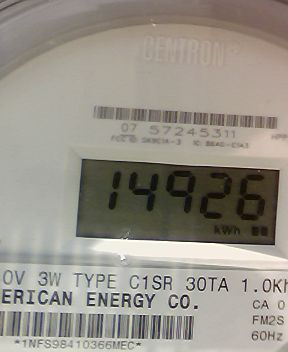 CENTRON
07 57245311
14926
kWh
0V 3W TYPE C1SR 30TA 1.0Kh
ERICAN ENERGY CO.
CA 0
FM2S
60Hz
*1NFS98410366MEC*